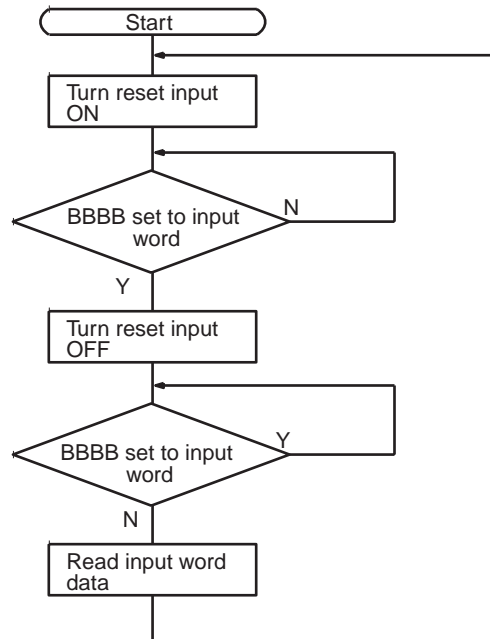 Start
Turn reset input
ON
BBBB set to input
word
N
Y
Turn reset input
OFF
BBBB set to input
word
Y
N
Read input word
data